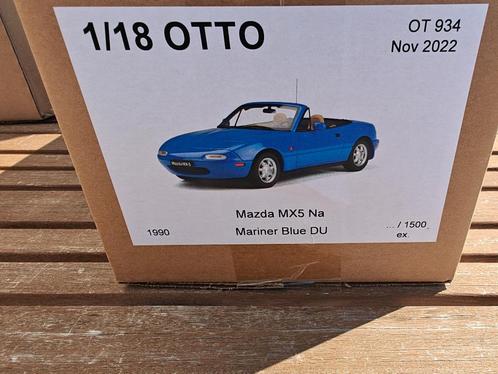 1/18 OTTO
OT 934
Nov 2022
Mazda MX5 Na
1990
Mariner Blue DU
... / 1500
ex.